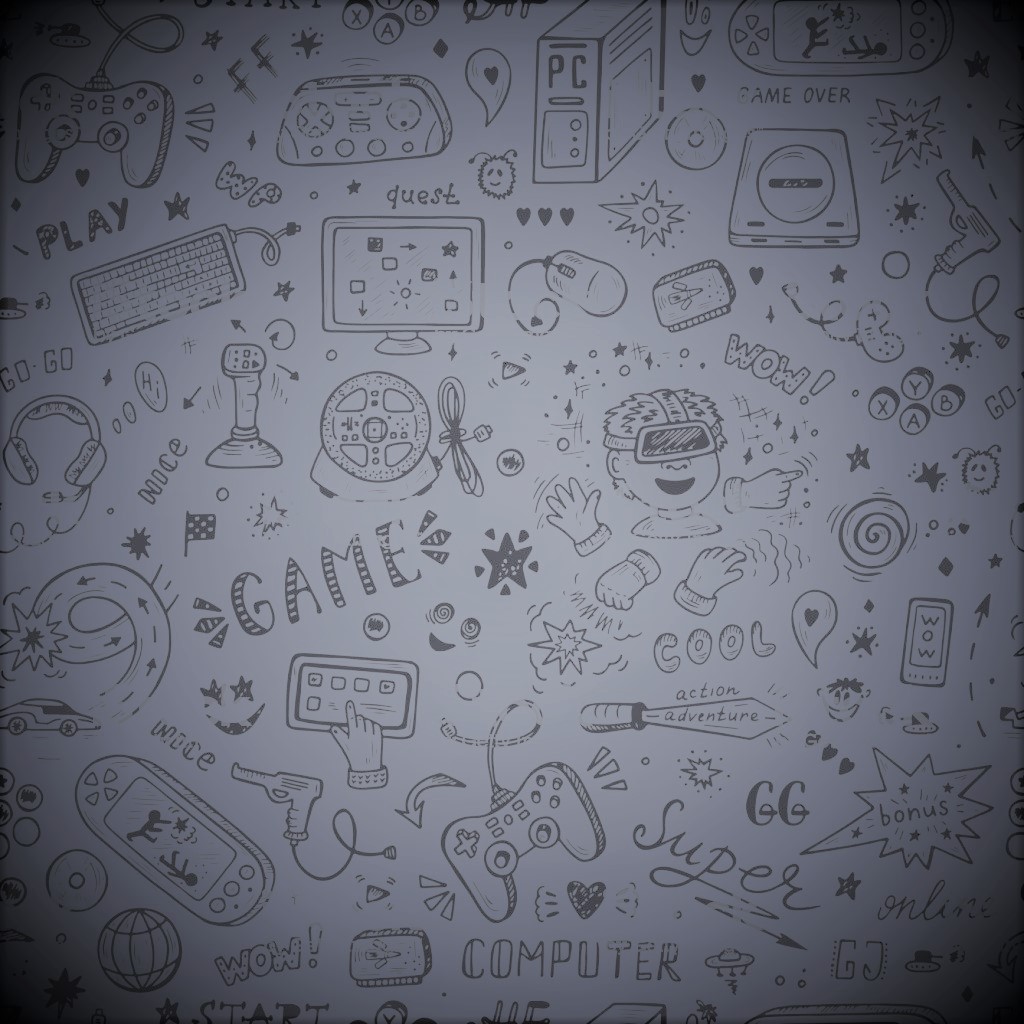 START
X
B
A
FF
PC
GAME OVER
quest
PLAY
WOW!
GO-GO
Hi
X
Y
B
A
GO-
NICE
GAME
COOL
WOW
action
adventure
NICE
GG
bonus
Super
online
WOW!
COMPUTER
GJ
START
Y